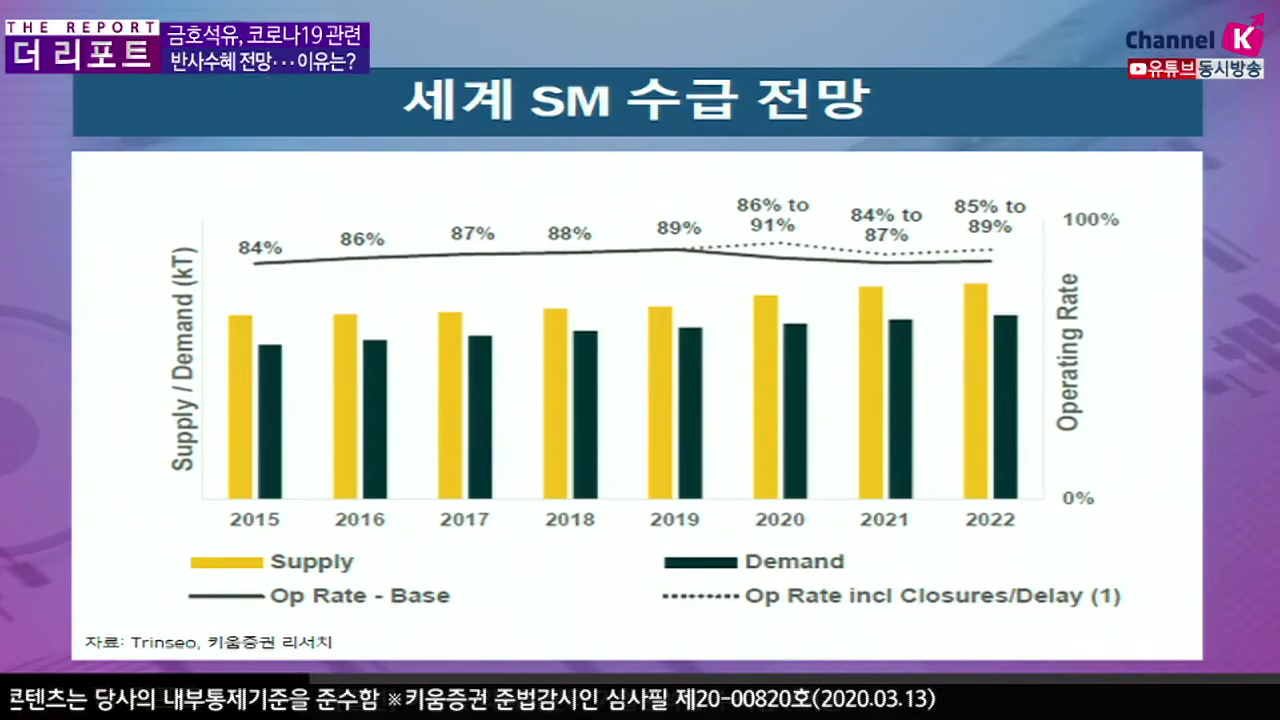 THE REPORT
더 리포트
금호석유, 코로나19 관련
반사수혜 전망···이유는?
Channel K
유튜브 동시방송
세계 SM 수급 전망
84%
86%
87%
88%
89%
86% to
91%
84% to
87%
85% to
89%
100%
0%
Supply / Demand (kT)
Operating Rate
2015 2016 2017 2018 2019 2020 2021 2022
Supply Demand
Op Rate - Base Op Rate incl Closures/Delay (1)
자료: Trinseo, 키움증권 리서치
콘텐츠는 당사의 내부통제기준을 준수함 ※키움증권 준법감시인 심사필 제20-00820호(2020.03.13)